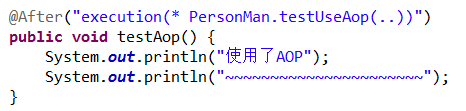 @After("execution(* PersonMan.testUseAop(..))")
public void testAop() {
    System.out.println("使用了AOP");
    System.out.println("~~~~~~~~~~~~~~~~~~~~~~");
}